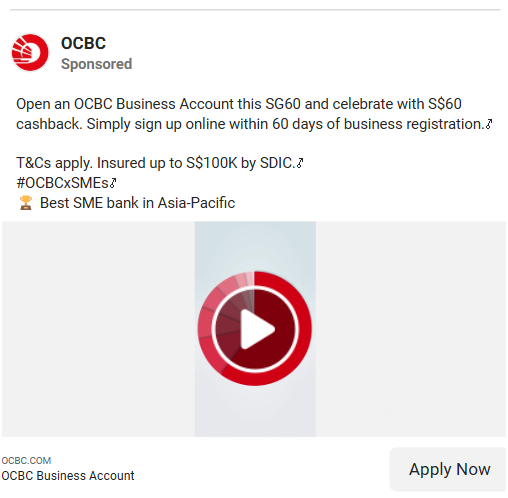 OCBC
Sponsored
Open an OCBC Business Account this SG60 and celebrate with S$60
cashback. Simply sign up online within 60 days of business registration.
T&Cs apply. Insured up to S$100K by SDIC.
#OCBCxSMEs
🏆 Best SME bank in Asia-Pacific
OCBC.COM
OCBC Business Account
Apply Now